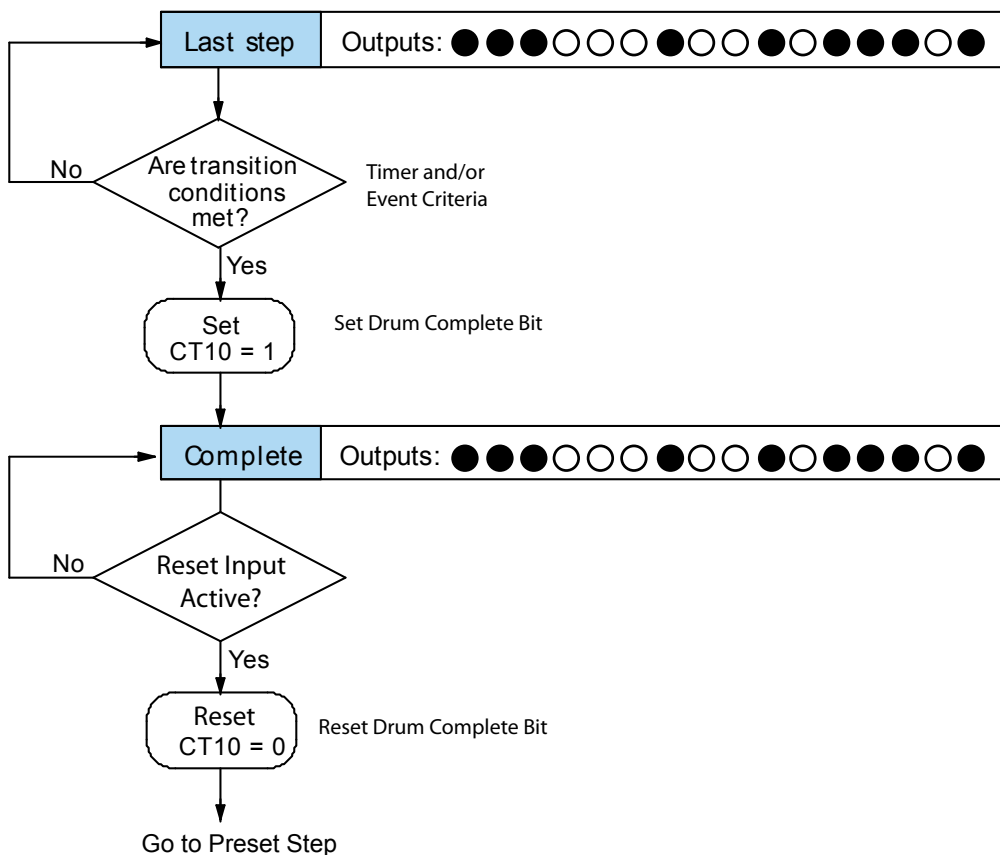 Last step
Outputs:
Are transition
conditions
met?
No
Timer and/or
Event Criteria
Yes
Set
CT10 = 1
Set Drum Complete Bit
Complete
Outputs:
Reset Input
Active?
No
Yes
Reset
CT10 = 0
Reset Drum Complete Bit
Go to Preset Step